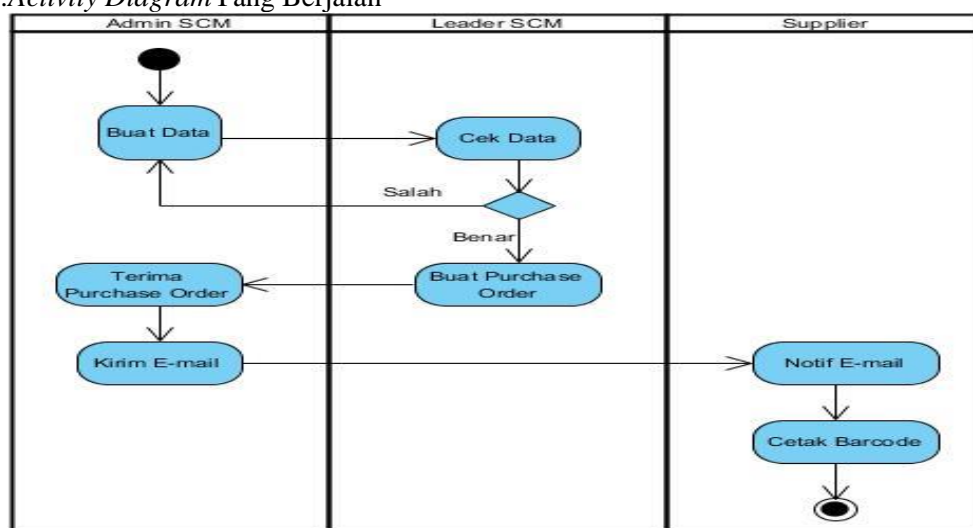 .Activity Diagram Yang Berjalan
Admin SCM
Leader SCM
Supplier
Buat Data
Cek Data
Salah
Benar
Terima
Purchase Order
Buat Purchase
Order
Kirim E-mail
Notif E-mail
Cetak Barcode